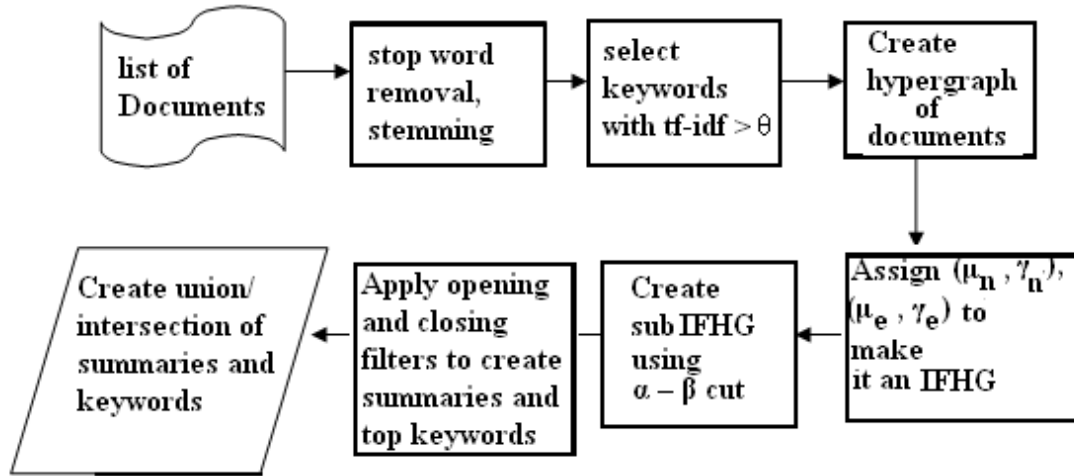 list of
Documents
stop word
removal,
stemming
select
keywords
with tf-idf > θ
Create
hypergraph
of
documents
Assign (μn , γn),
(μe , γe) to
make
it an IFHG
Create
sub IFHG
using
α – β cut
Apply opening
and closing
filters to create
summaries and
top keywords
Create union/
intersection of
summaries and
keywords